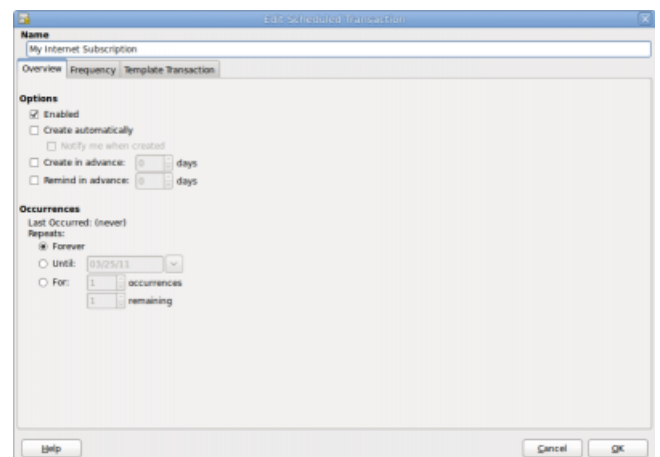 Edit Scheduled Transaction
Name
My Internet Subscription
Overview Frequency Template Transaction
Options
Enabled
Create automatically
Notify me when created
Create in advance: 0 days
Remind in advance: 0 days
Occurrences
Last Occurred: (never)
Repeats:
Forever
Until: 03/25/11
For: 1 occurrences
1 remaining
Help Cancel OK